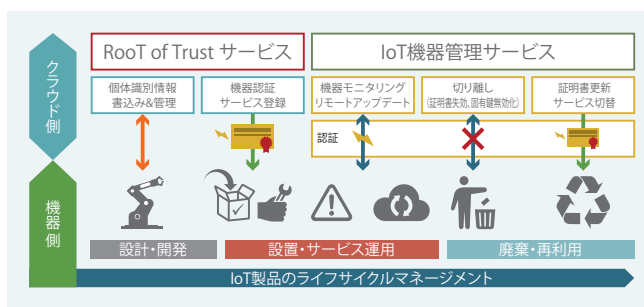 RooT of Trust サービス
IoT機器管理サービス
クラウド側
個体識別情報
書込み&管理
機器認証
サービス登録
機器モニタリング
リモートアップデート
切り離し
(証明書失効、固有鍵無効化)
証明書更新
サービス切替
認証
機器側
設計・開発
設置・サービス運用
廃棄・再利用
IoT製品のライフサイクルマネージメント